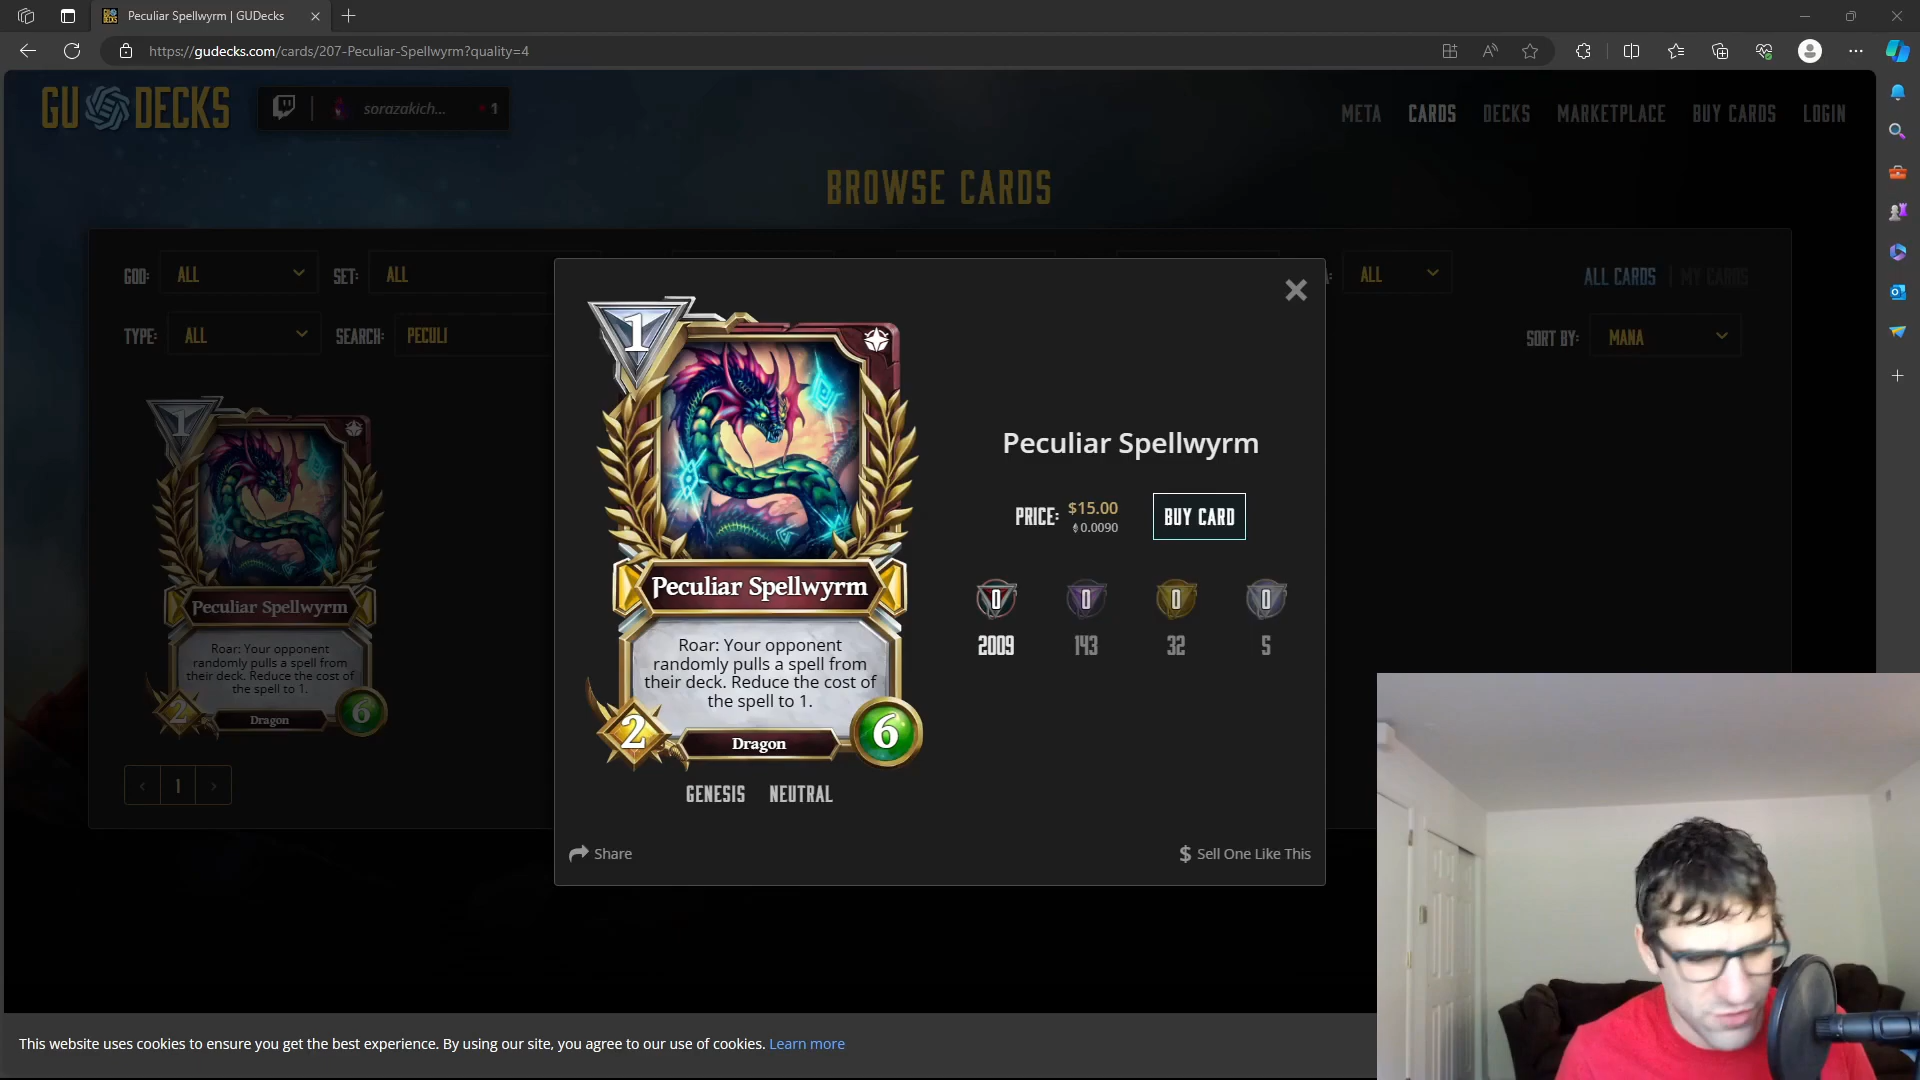 Peculiar Spellwyrm | GUDecks
https://gudecks.com/cards/207-Peculiar-Spellwyrm?quality=4
GU DECKS
sorazakich... 1
META CARDS DECKS MARKETPLACE BUY CARDS LOGIN
BROWSE CARDS
GOD: ALL SET: ALL ALL ALL CARDS | MY CARDS
TYPE: ALL SEARCH: PECULI SORT BY: MANA
1
Peculiar Spellwyrm
Roar: Your opponent
randomly pulls a spell from
their deck. Reduce the cost of
the spell to 1.
2 Dragon 6
< 1 >
1
Peculiar Spellwyrm
Roar: Your opponent
randomly pulls a spell from
their deck. Reduce the cost of
the spell to 1.
2 Dragon 6
GENESIS NEUTRAL
Peculiar Spellwyrm
PRICE: $15.00 BUY CARD
0.0090
0 0 0 0
2009 143 32 5
Share
$ Sell One Like This
This website uses cookies to ensure you get the best experience. By using our site, you agree to our use of cookies. Learn more